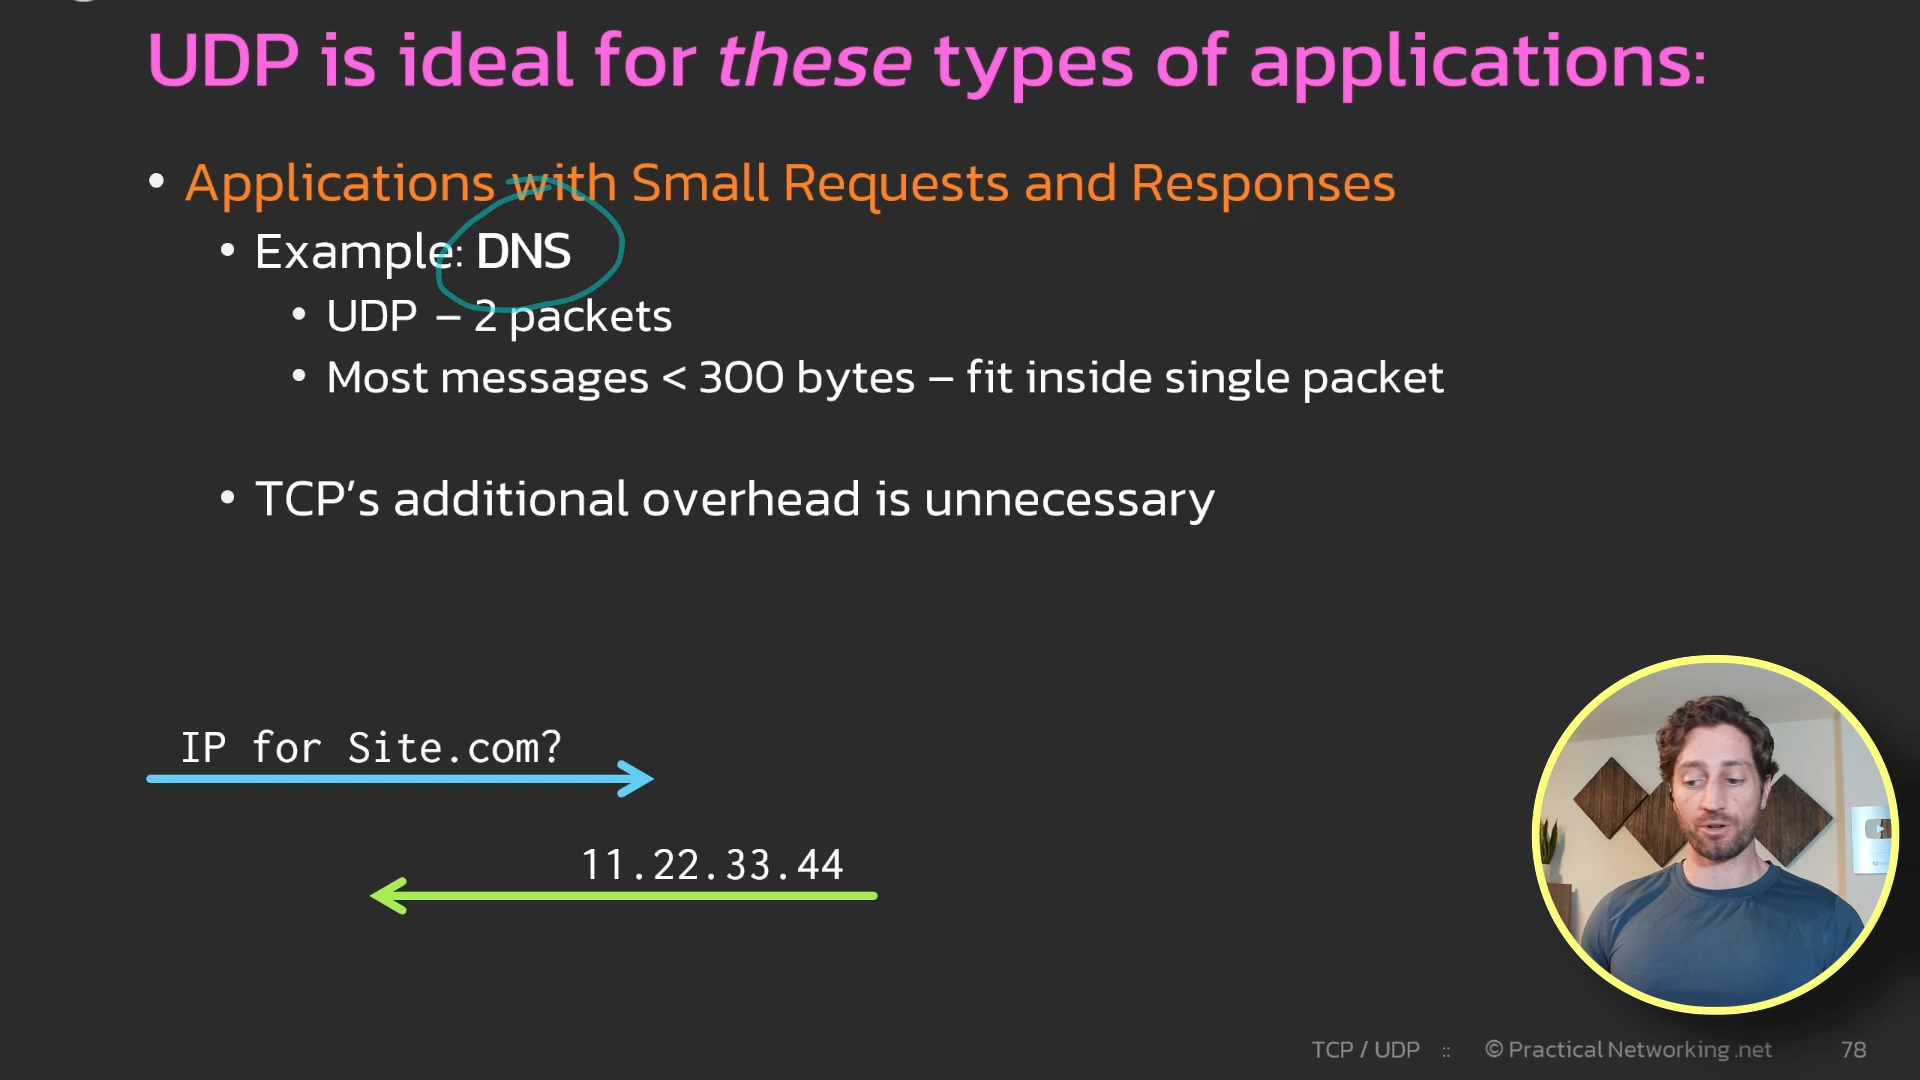 UDP is ideal for these types of applications:
• Applications with Small Requests and Responses
• Example: DNS
• UDP – 2 packets
• Most messages < 300 bytes – fit inside single packet
• TCP’s additional overhead is unnecessary
IP for Site.com?
11.22.33.44
TCP / UDP :: © Practical Networking .net 78